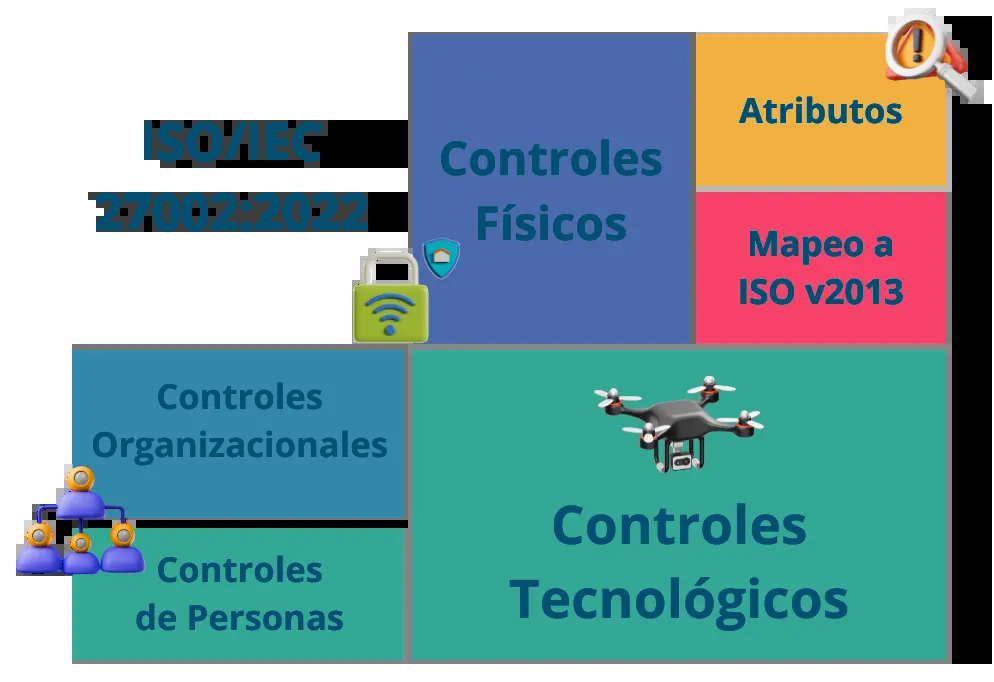 ISO/IEC
27002:2022
Controles
Físicos
Atributos
Mapeo a
ISO v2013
Controles
Organizacionales
Controles
de Personas
Controles
Tecnológicos